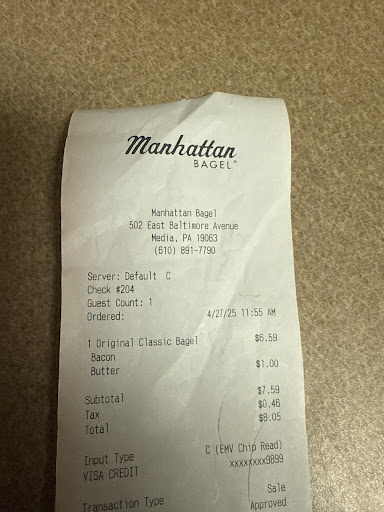 Manhattan
BAGEL
Manhattan Bagel
502 East Baltimore Avenue
Media, PA 19063
(610) 891-7790
Server: Default C
Check #204
Guest Count: 1
Ordered: 4/27/25 11:55 AM
1 Original Classic Bagel $6.59
Bacon
Butter $1.00
Subtotal $7.59
Tax $0.46
Total $8.05
Input Type C (EMV Chip Read)
VISA CREDIT xxxxxxxx9899
Transaction Type Sale
Approved